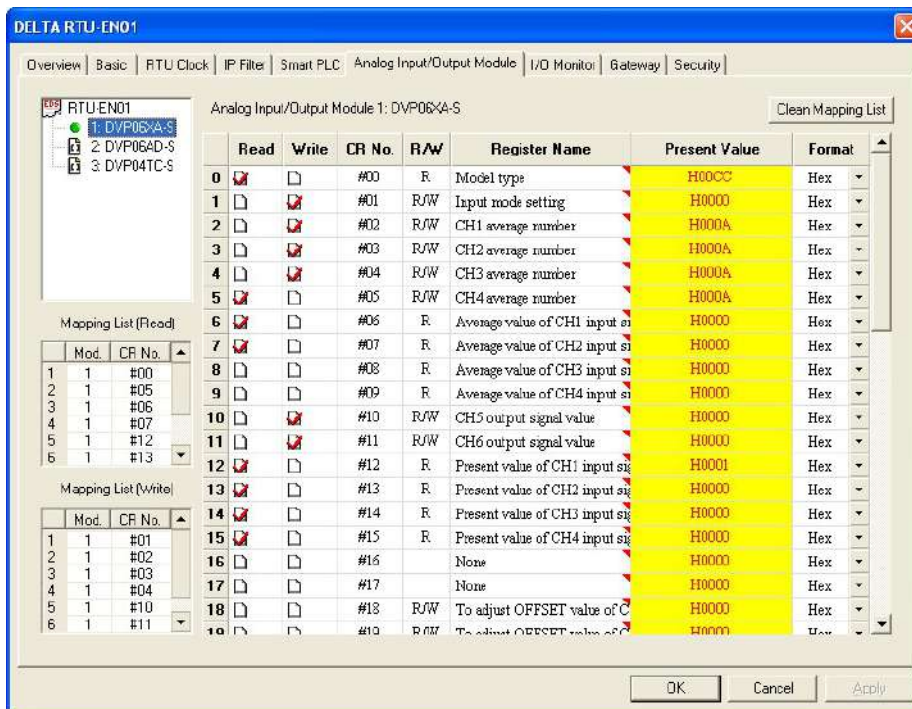 DELTA RTU-EN01
Overview Basic RTU Clock IP Filter Smart PLC Analog Input/Output Module I/O Monitor Gateway Security
RTU-EN01
1: DVP06XA-S
2: DVP06AD-S
3: DVP04TC-S
Analog Input/Output Module 1: DVP06XA-S
Clean Mapping List
Read Write CR No. R/W Register Name Present Value Format
0 #00 R Model type H00CC Hex
1 #01 R/W Input mode setting H0000 Hex
2 #02 R/W CH1 average number H000A Hex
3 #03 R/W CH2 average number H000A Hex
4 #04 R/W CH3 average number H000A Hex
5 #05 R/W CH4 average number H000A Hex
6 #06 R Average value of CH1 input si H0000 Hex
7 #07 R Average value of CH2 input si H0000 Hex
8 #08 R Average value of CH3 input si H0000 Hex
9 #09 R Average value of CH4 input si H0000 Hex
10 #10 R/W CH5 output signal value H0000 Hex
11 #11 R/W CH6 output signal value H0000 Hex
12 #12 R Present value of CH1 input sig H0001 Hex
13 #13 R Present value of CH2 input sig H0000 Hex
14 #14 R Present value of CH3 input sig H0000 Hex
15 #15 R Present value of CH4 input sig H0000 Hex
16 #16 None H0000 Hex
17 #17 None H0000 Hex
18 #18 R/W To adjust OFFSET value of C H0000 Hex
19 #19 R/W To adjust OFFSET value of C H0000 Hex
Mapping List (Read)
Mod. CR No.
1 1 #00
2 1 #05
3 1 #06
4 1 #07
5 1 #12
6 1 #13
Mapping List (Write)
Mod. CR No.
1 1 #01
2 1 #02
3 1 #03
4 1 #04
5 1 #10
6 1 #11
OK Cancel Apply